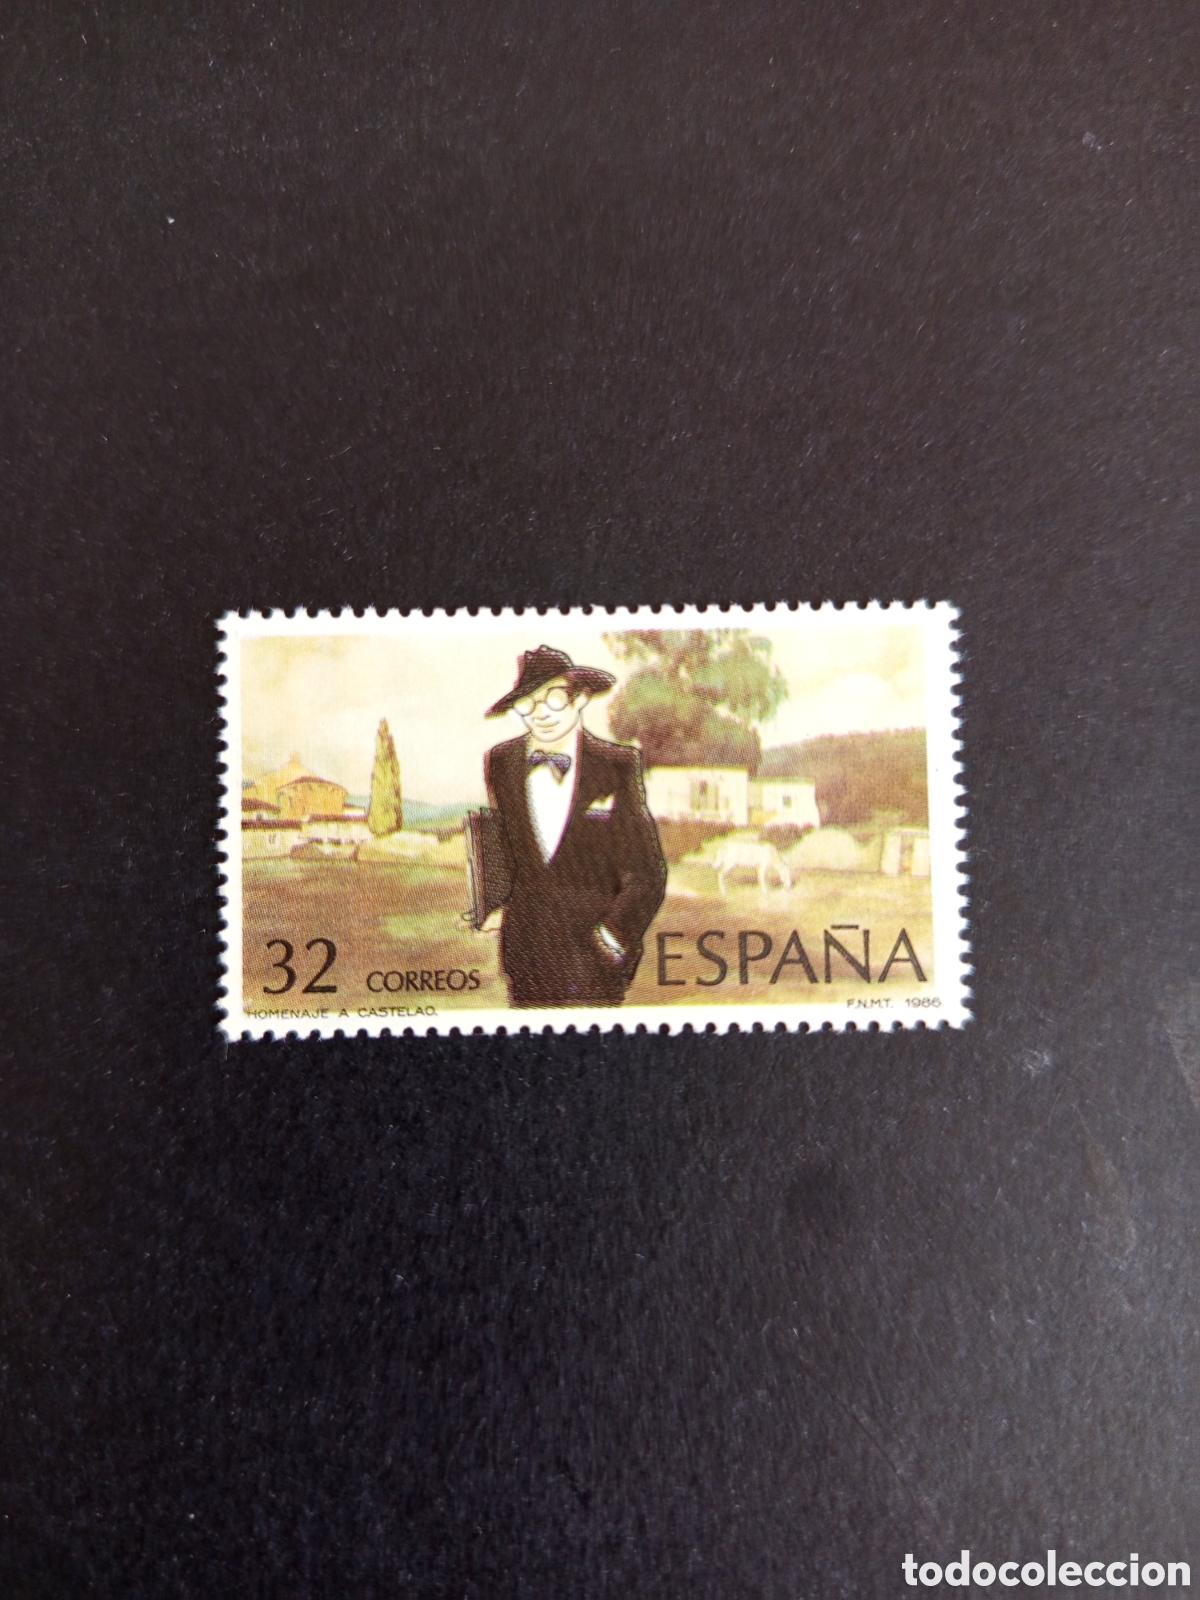 32 CORREOS ESPAÑA
HOMENAJE A CASTELAO. F.N.M.T. 1986
todocoleccion